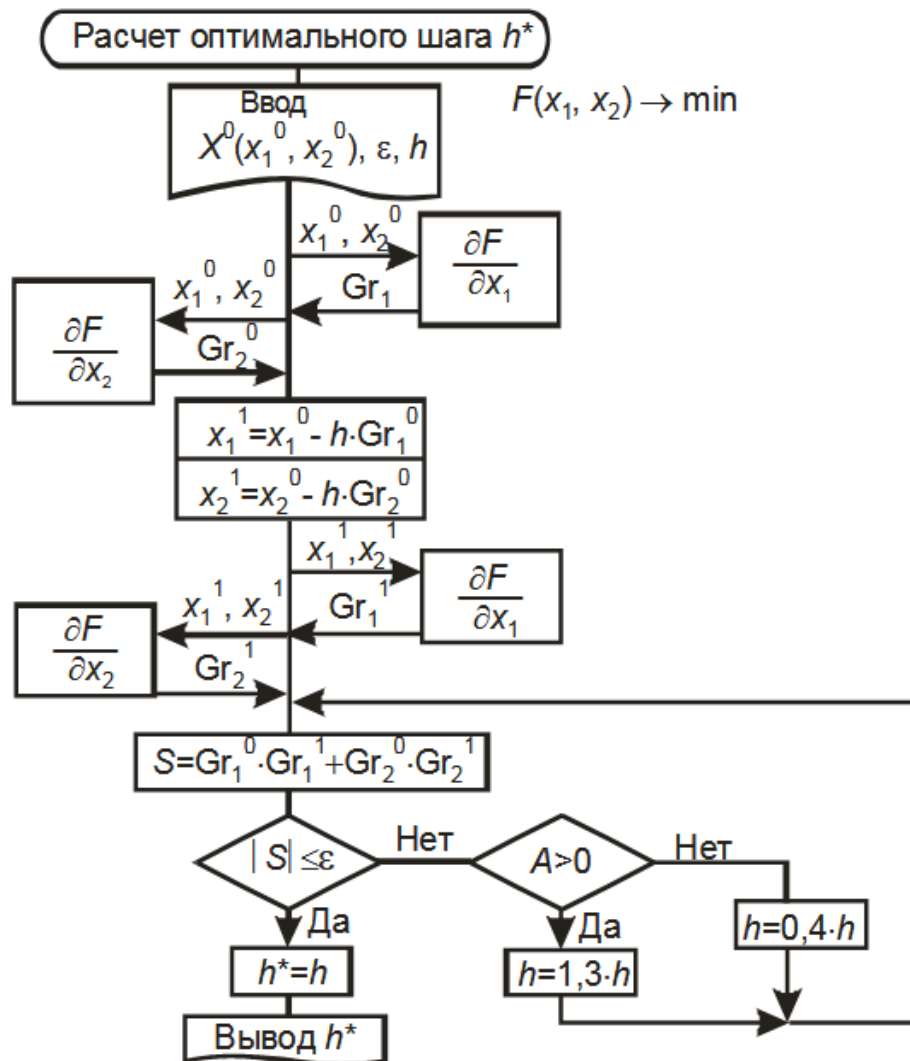 Расчет оптимального шага h*
Ввод
X⁰(x₁⁰, x₂⁰), ε, h
F(x₁, x₂) → min
x₁⁰, x₂⁰
∂F
∂x₁
Gr₁
x₁⁰, x₂⁰
∂F
∂x₂
Gr₂⁰
x₁¹=x₁⁰- h·Gr₁⁰
x₂¹=x₂⁰- h·Gr₂⁰
x₁¹,x₂¹
∂F
∂x₁
Gr₁¹
x₁¹, x₂¹
∂F
∂x₂
Gr₂¹
S=Gr₁⁰·Gr₁¹+Gr₂⁰·Gr₂¹
| S| ≤ε
Нет
A>0
Нет
Да
Да
h=0,4·h
h*=h
h=1,3·h
Вывод h*